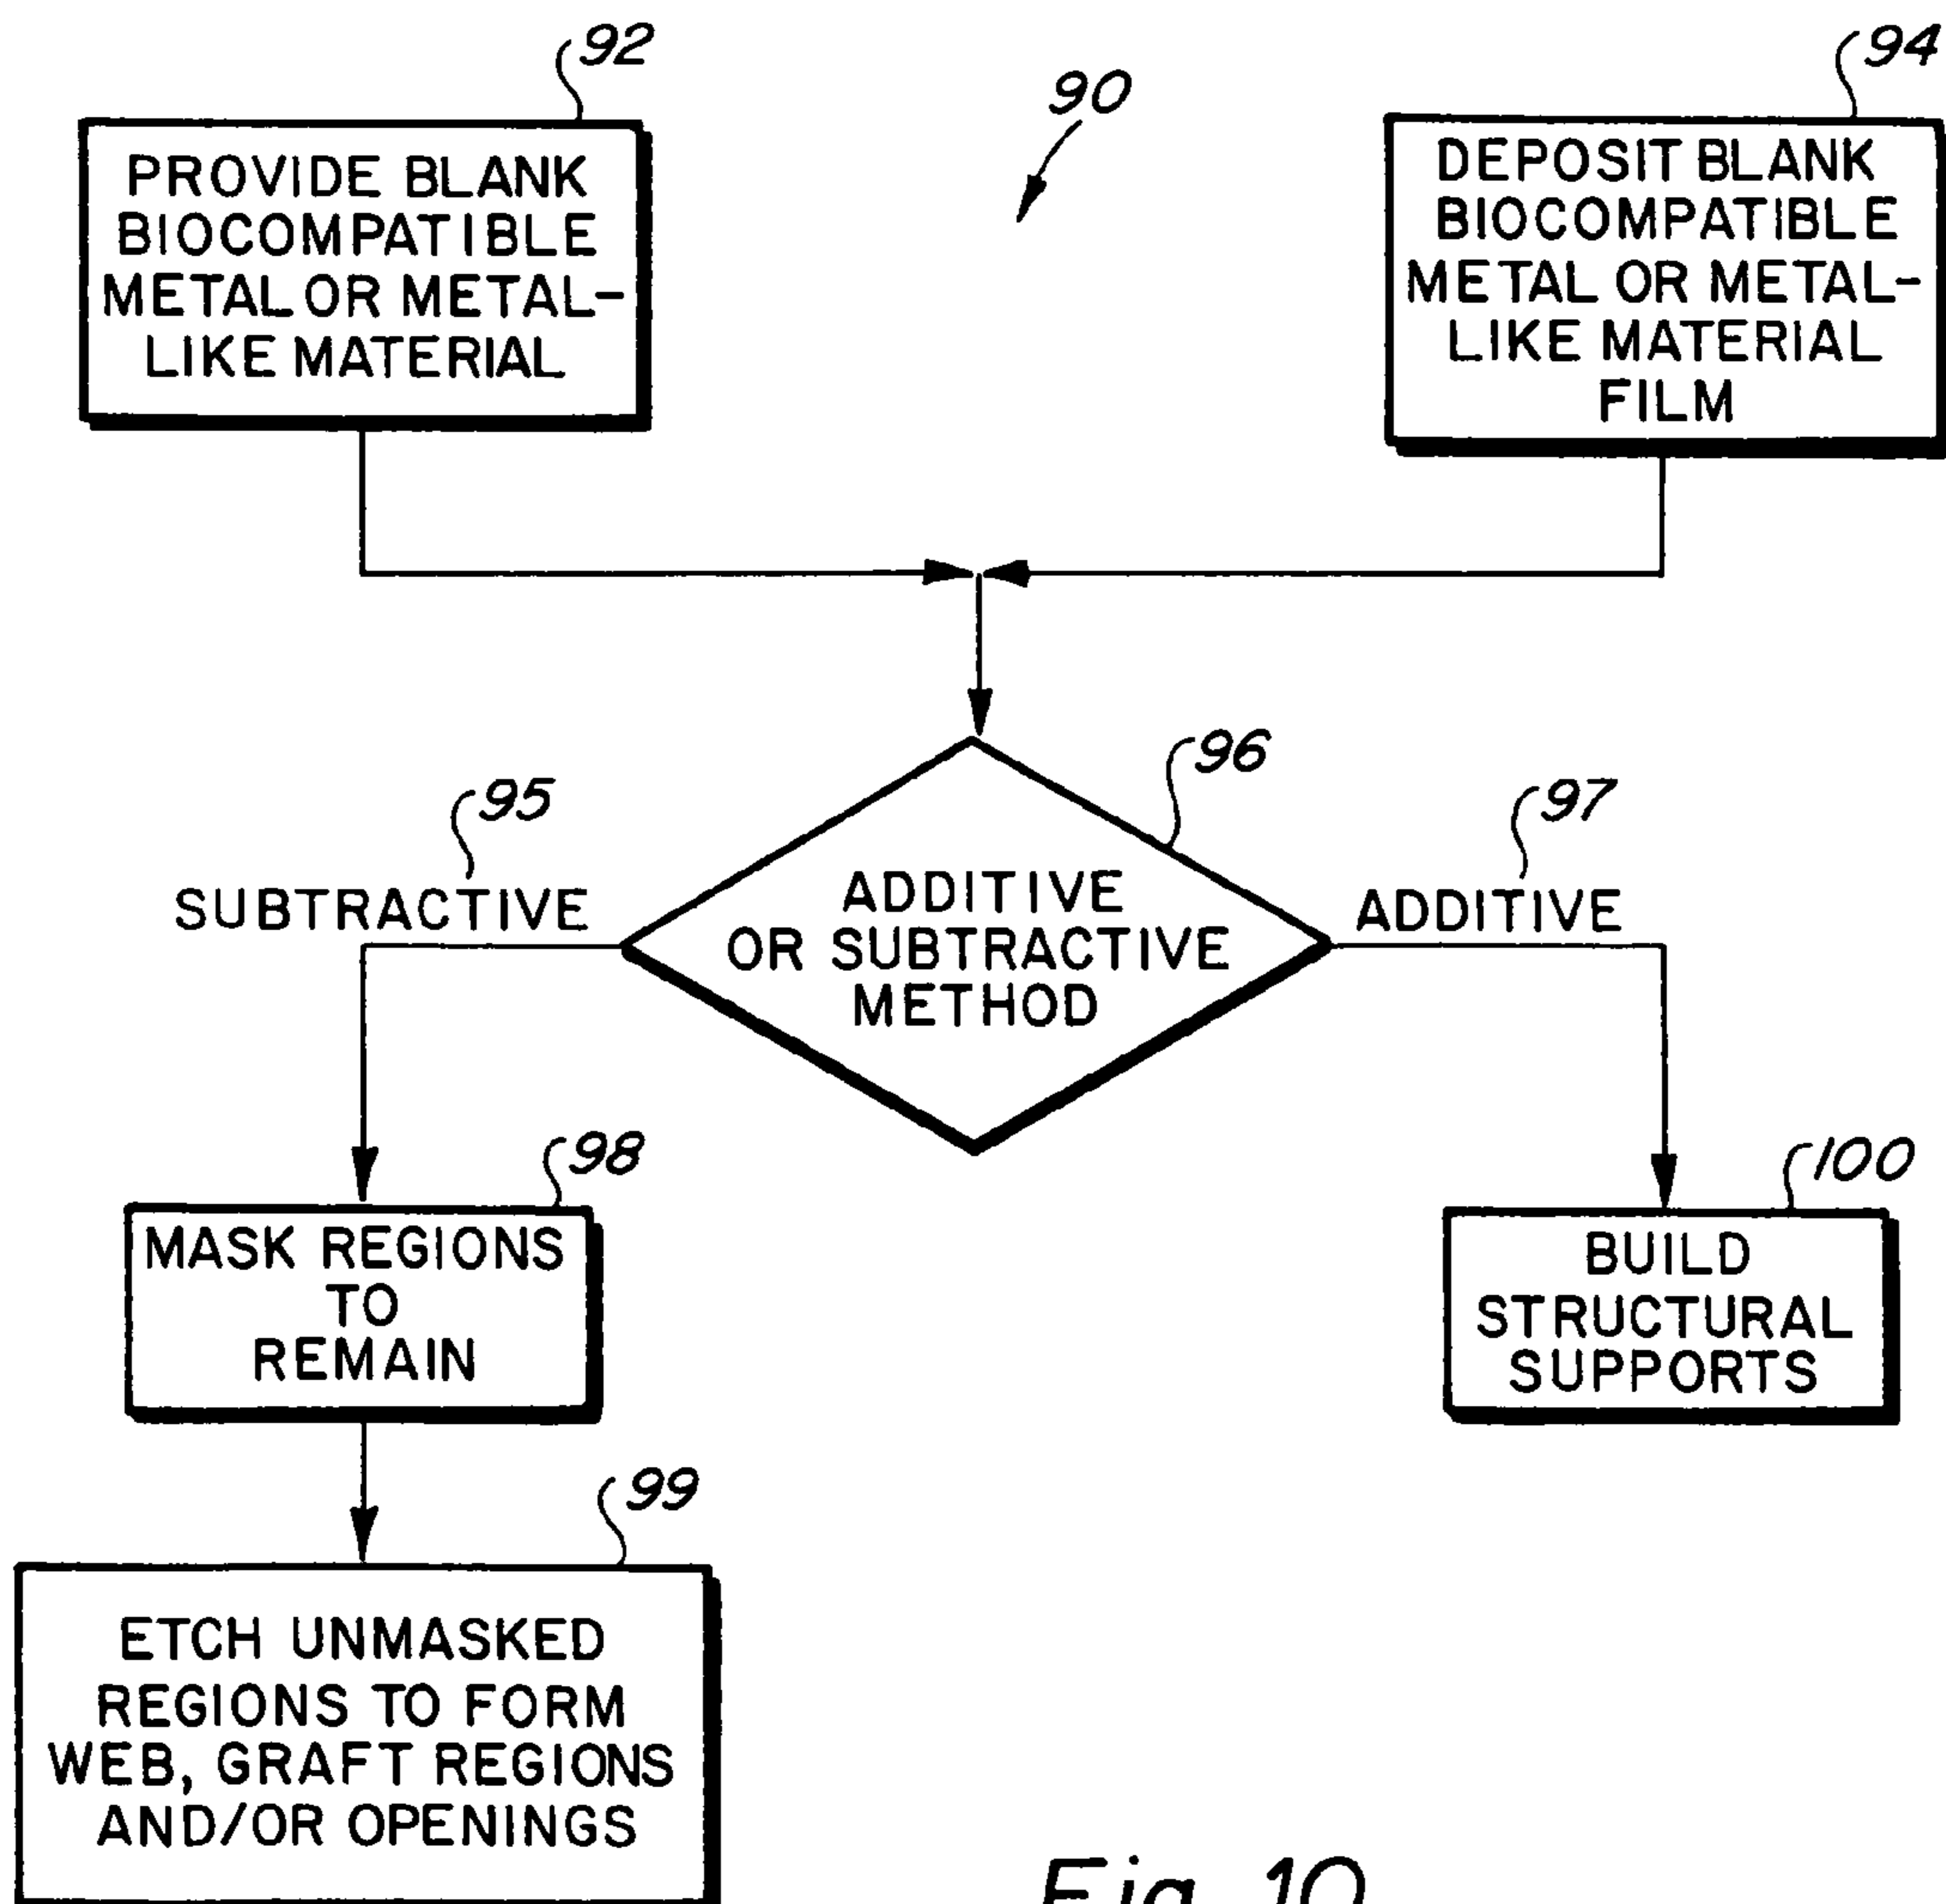 92
90
94
PROVIDE BLANK
BIOCOMPATIBLE
METAL OR METAL-
LIKE MATERIAL
DEPOSIT BLANK
BIOCOMPATIBLE
METAL OR METAL-
LIKE MATERIAL
FILM
96
95
97
SUBTRACTIVE
ADDITIVE
OR SUBTRACTIVE
METHOD
ADDITIVE
98
100
MASK REGIONS
TO
REMAIN
BUILD
STRUCTURAL
SUPPORTS
99
ETCH UNMASKED
REGIONS TO FORM
WEB, GRAFT REGIONS
AND/OR OPENINGS
Fig. 10